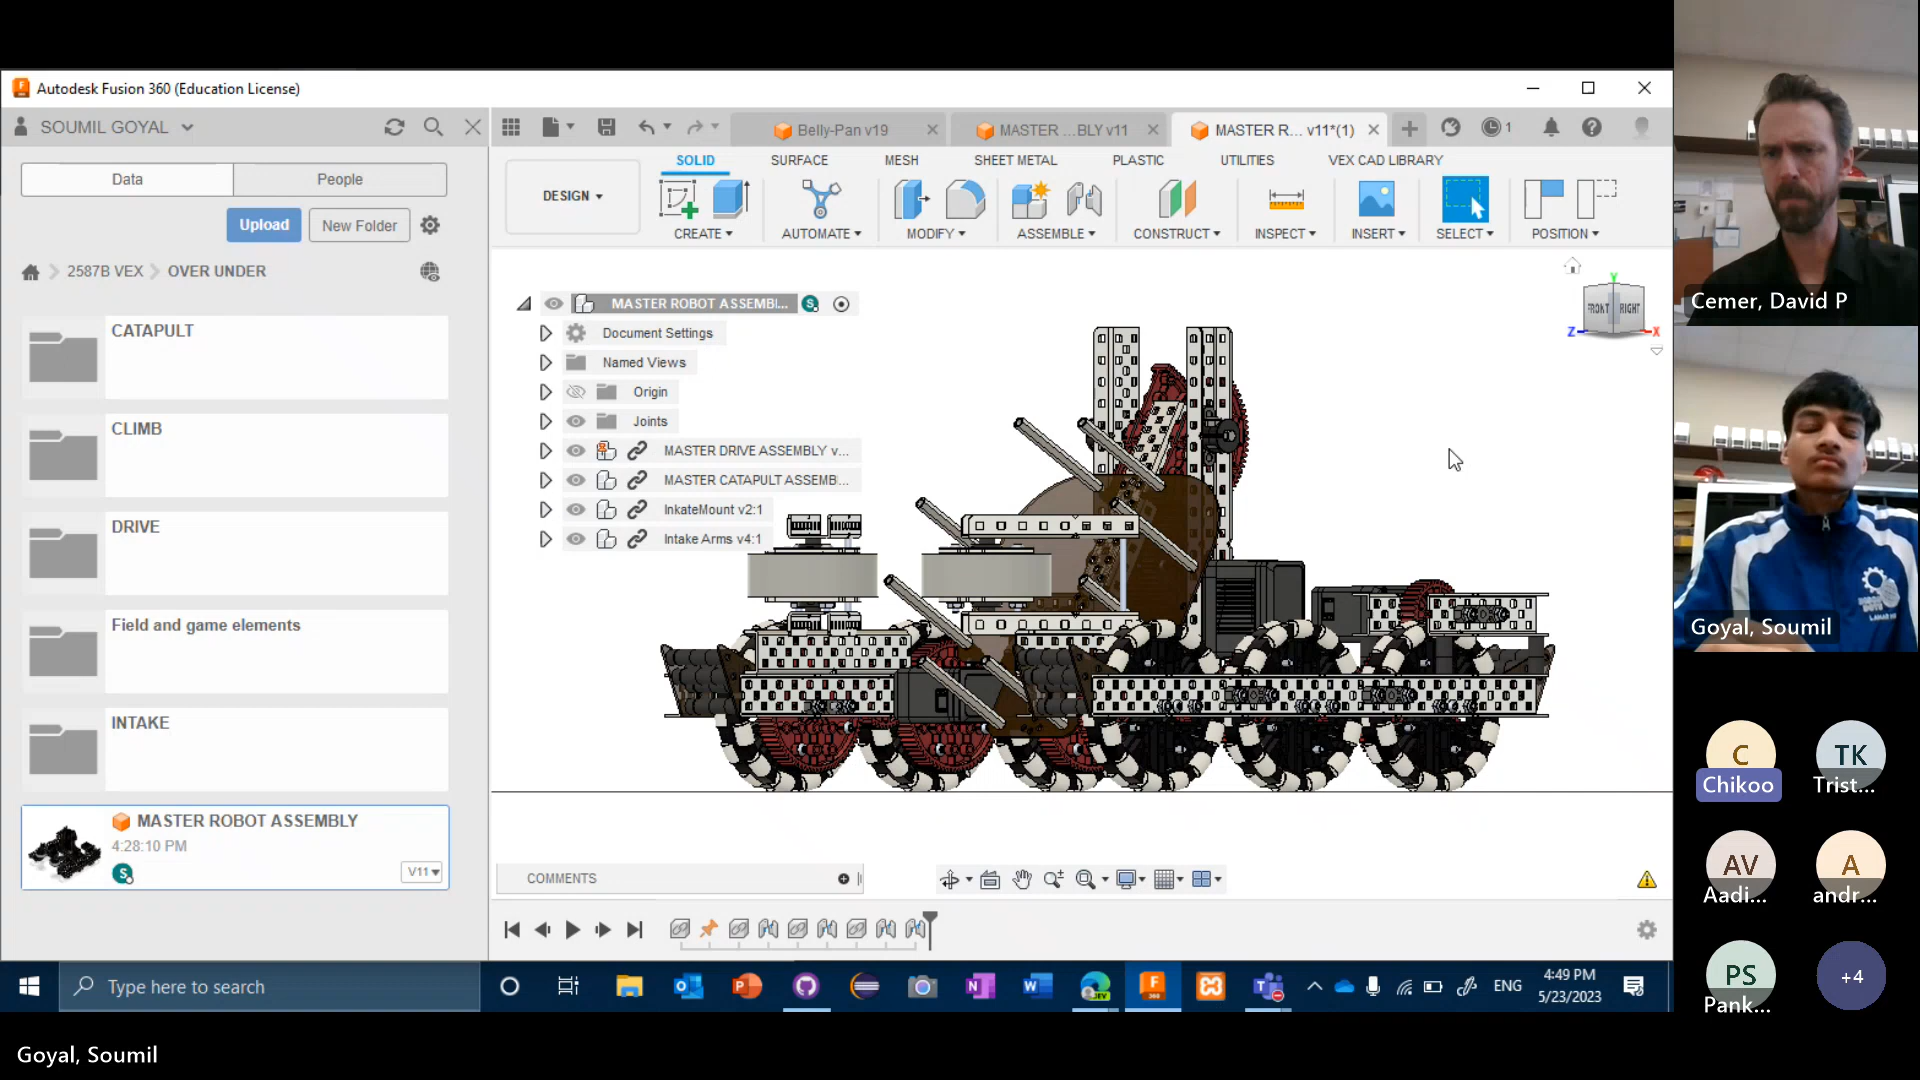 Autodesk Fusion 360 (Education License)
SOUMIL GOYAL
Data
People
Upload
New Folder
2587B VEX
OVER UNDER
CATAPULT
CLIMB
DRIVE
Field and game elements
INTAKE
MASTER ROBOT ASSEMBLY
4:28:10 PM
S
V11
Belly-Pan v19
MASTER ...BLY v11
MASTER R... v11*(1)
1
SOLID
SURFACE
MESH
SHEET METAL
PLASTIC
UTILITIES
VEX CAD LIBRARY
DESIGN
CREATE
AUTOMATE
MODIFY
ASSEMBLE
CONSTRUCT
INSPECT
INSERT
SELECT
POSITION
MASTER ROBOT ASSEMBL...
S
Document Settings
Named Views
Origin
Joints
MASTER DRIVE ASSEMBLY v...
MASTER CATAPULT ASSEMB...
InkateMount v2:1
Intake Arms v4:1
Y
FRONT
RIGHT
Z
X
COMMENTS
Type here to search
ENG
4:49 PM
5/23/2023
Cemer, David P
Goyal, Soumil
C
Chikoo
TK
Trist...
AV
Aadi...
A
andr...
PS
Pank...
+4
Goyal, Soumil